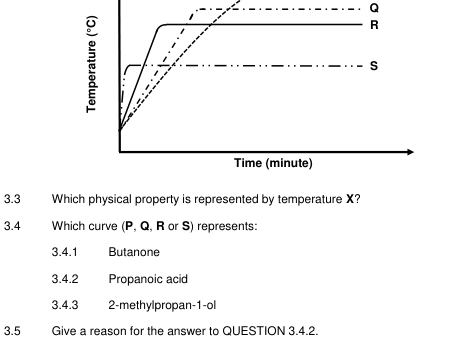 Q
R
S
Temperature (°C)
Time (minute)
3.3 Which physical property is represented by temperature X?
3.4 Which curve (P, Q, R or S) represents:
3.4.1 Butanone
3.4.2 Propanoic acid
3.4.3 2-methylpropan-1-ol
3.5 Give a reason for the answer to QUESTION 3.4.2.